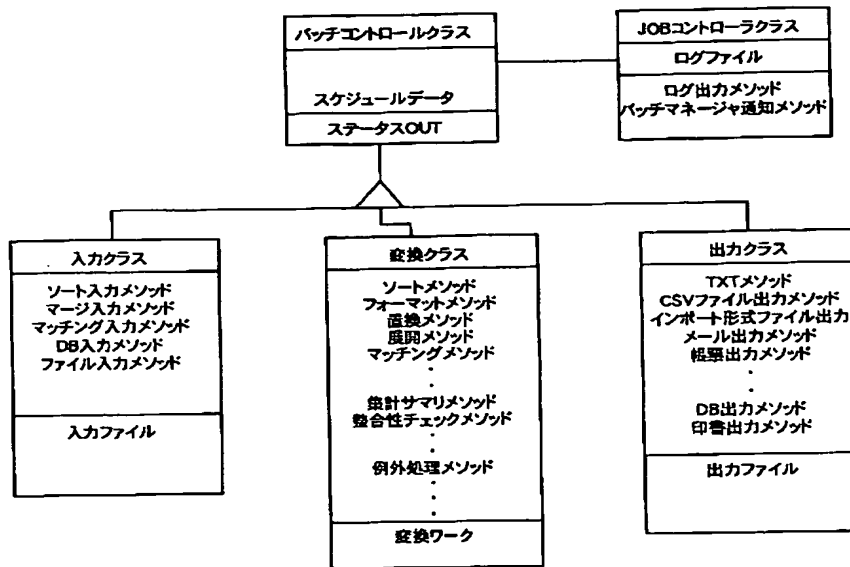 バッチコントロールクラス
スケジュールデータ
ステータスOUT
JOBコントローラクラス
ログファイル
ログ出力メソッド
バッチマネージャ通知メソッド
入力クラス
ソート入力メソッド
マージ入力メソッド
マッチング入力メソッド
DB入力メソッド
ファイル入力メソッド
入力ファイル
変換クラス
ソートメソッド
フォーマットメソッド
置換メソッド
展開メソッド
マッチングメソッド
・
・
集計サマリメソッド
整合性チェックメソッド
・
・
例外処理メソッド
・
・
・
変換ワーク
出力クラス
TXTメソッド
CSVファイル出力メソッド
インポート形式ファイル出力
メール出力メソッド
帳票出力メソッド
・
・
DB出力メソッド
印書出力メソッド
出力ファイル